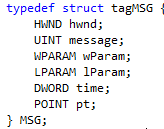 typedef struct tagMSG {
    HWND hwnd;
    UINT message;
    WPARAM wParam;
    LPARAM lParam;
    DWORD time;
    POINT pt;
} MSG;